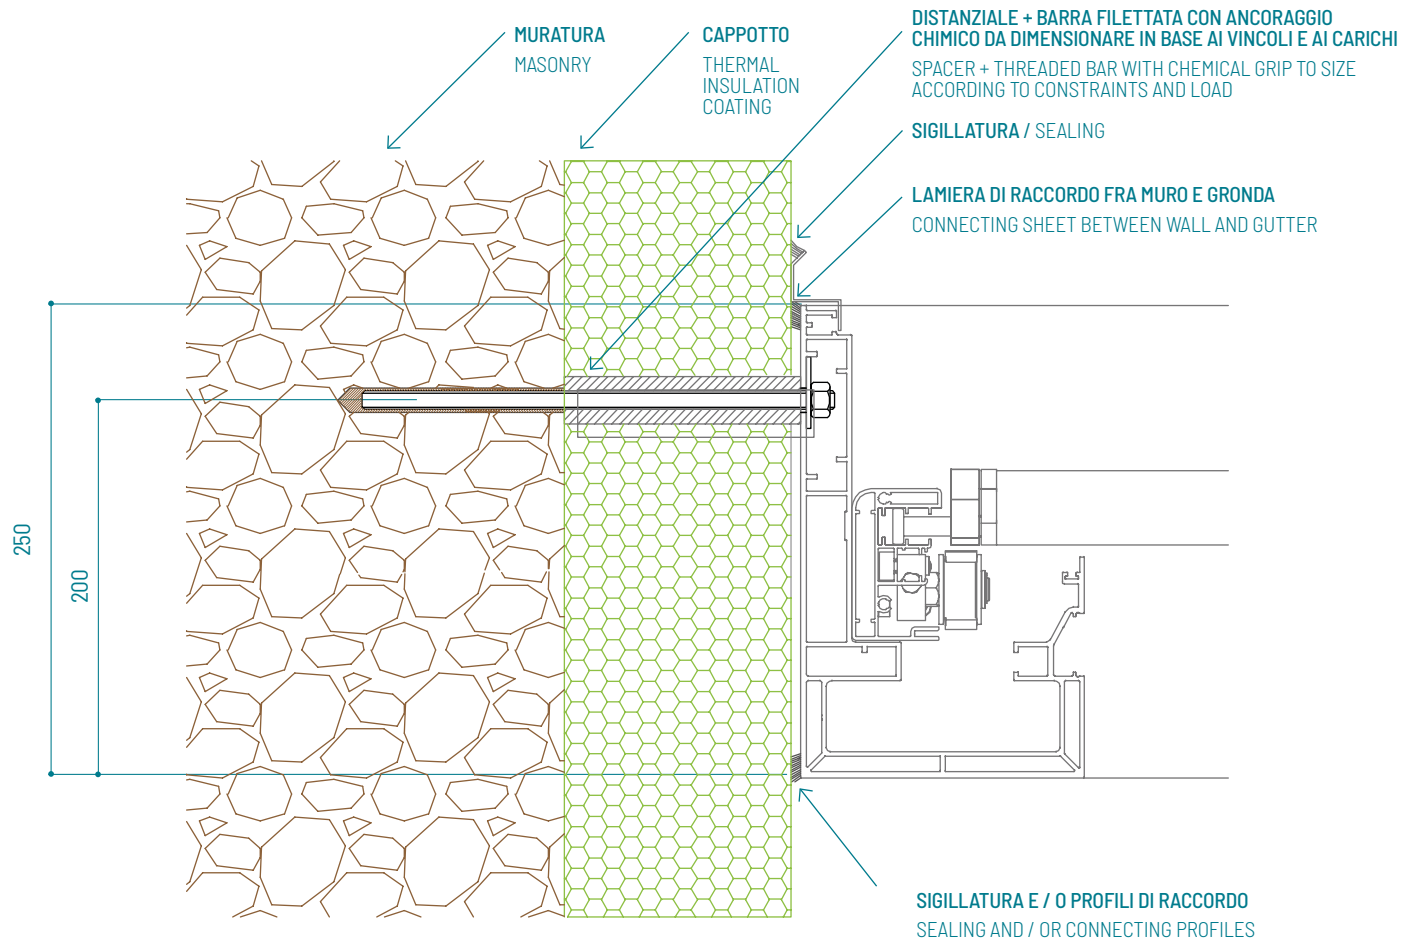 MURATURA
MASONRY
CAPPOTTO
THERMAL
INSULATION
COATING
DISTANZIALE + BARRA FILETTATA CON ANCORAGGIO
CHIMICO DA DIMENSIONARE IN BASE AI VINCOLI E AI CARICHI
SPACER + THREADED BAR WITH CHEMICAL GRIP TO SIZE
ACCORDING TO CONSTRAINTS AND LOAD
SIGILLATURA / SEALING
LAMIERA DI RACCORDO FRA MURO E GRONDA
CONNECTING SHEET BETWEEN WALL AND GUTTER
250
200
SIGILLATURA E / O PROFILI DI RACCORDO
SEALING AND / OR CONNECTING PROFILES